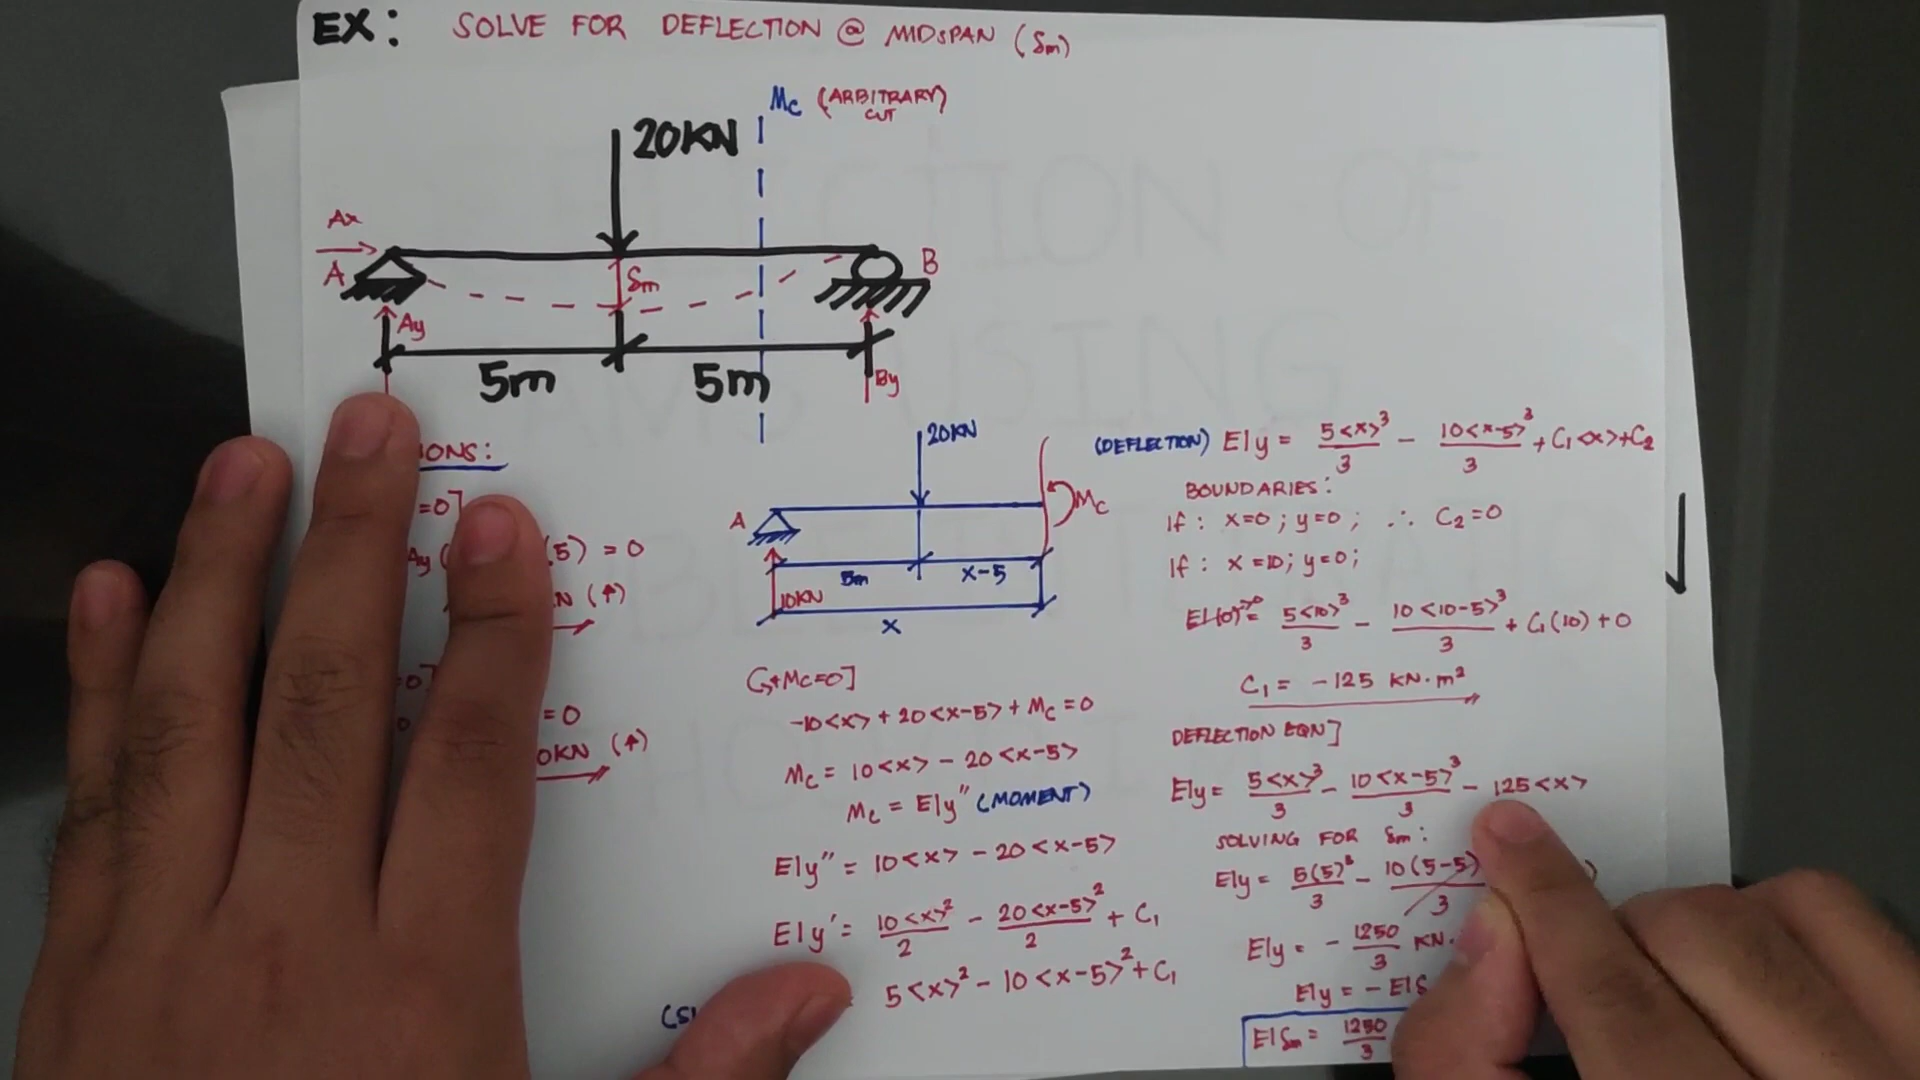 EX: SOLVE FOR DEFLECTION @ MIDSPAN (δm)
Mc (ARBITRARY)
CUT
20KN
Ax
A
δm
B
Ay
5m
5m
By
IONS:
=0]
Ay (5) = 0
N (↑)
=0]
= 0
0KN (↑)
20KN
A
Mc
5m
x-5
10KN
x
↺+Mc=0]
-10<x> + 20<x-5> + Mc = 0
Mc = 10<x> - 20<x-5>
Mc = EIy" (MOMENT)
EIy" = 10<x> - 20<x-5>
EIy' = 10<x>²/2 - 20<x-5>²/2 + C₁
5<x>² - 10<x-5>² + C₁
(DEFLECTION) EIy = 5<x>³/3 - 10<x-5>³/3 + C₁<x> + C₂
BOUNDARIES:
If : x=0 ; y=0 ; ∴ C₂ = 0
If : x=10; y=0;
EI(0)→0 = 5<10>³/3 - 10<10-5>³/3 + C₁(10) + 0
C₁ = -125 KN·m²
DEFLECTION EQN]
EIy = 5<x>³/3 - 10<x-5>³/3 - 125<x>
SOLVING FOR δm :
EIy = 5(5)³/3 - 10(5-5)/3
EIy = - 1250/3 KN.
EIy = - EIδ
EIδm = 1250/3